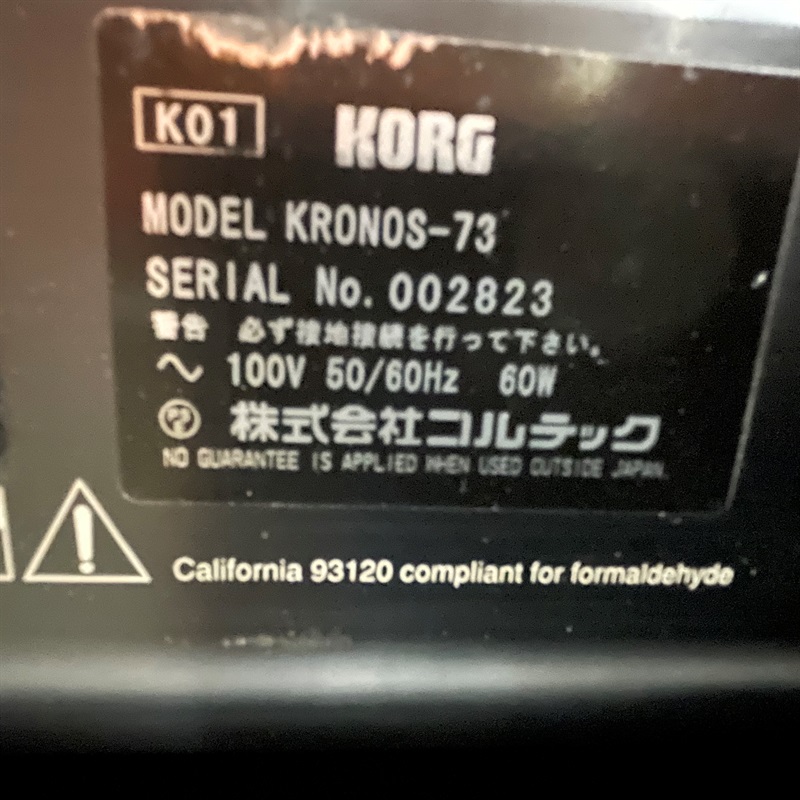 K01 KORG
MODEL KRONOS-73
SERIAL No. 002823
警告 必ず接地接続を行って下さい。
~ 100V 50/60Hz 60W
株式会社コルテック
NO GUARANTEE IS APPLIED WHEN USED OUTSIDE JAPAN.
California 93120 compliant for formaldehyde